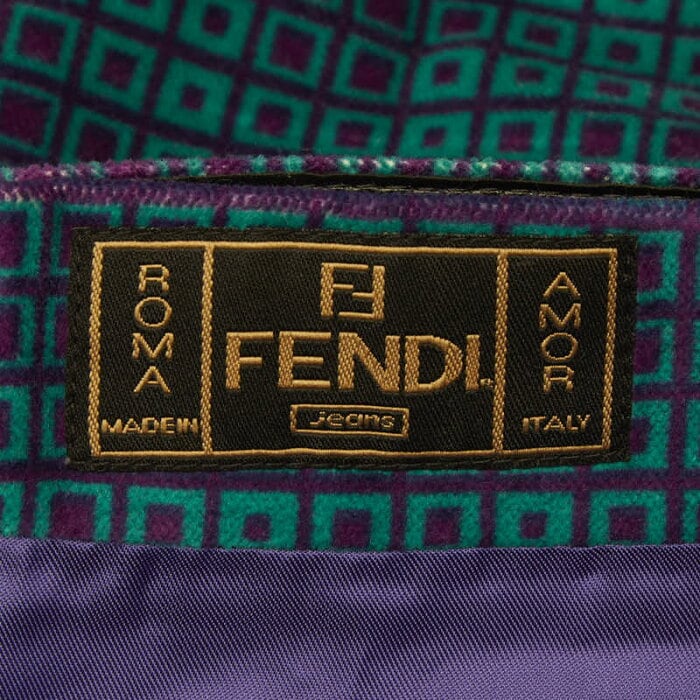 ROMA
MADE IN
FF
FENDI
jeans
AMOR
ITALY